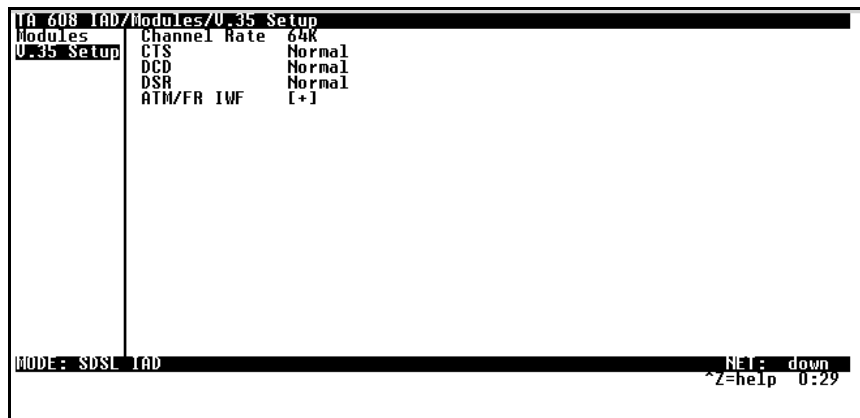 TA 608 IAD/Modules/V.35 Setup
Modules Channel Rate 64K
V.35 Setup CTS Normal
DCD Normal
DSR Normal
ATM/FR IWF [+]
MODE: SDSL IAD NET: down
^Z=help 0:29